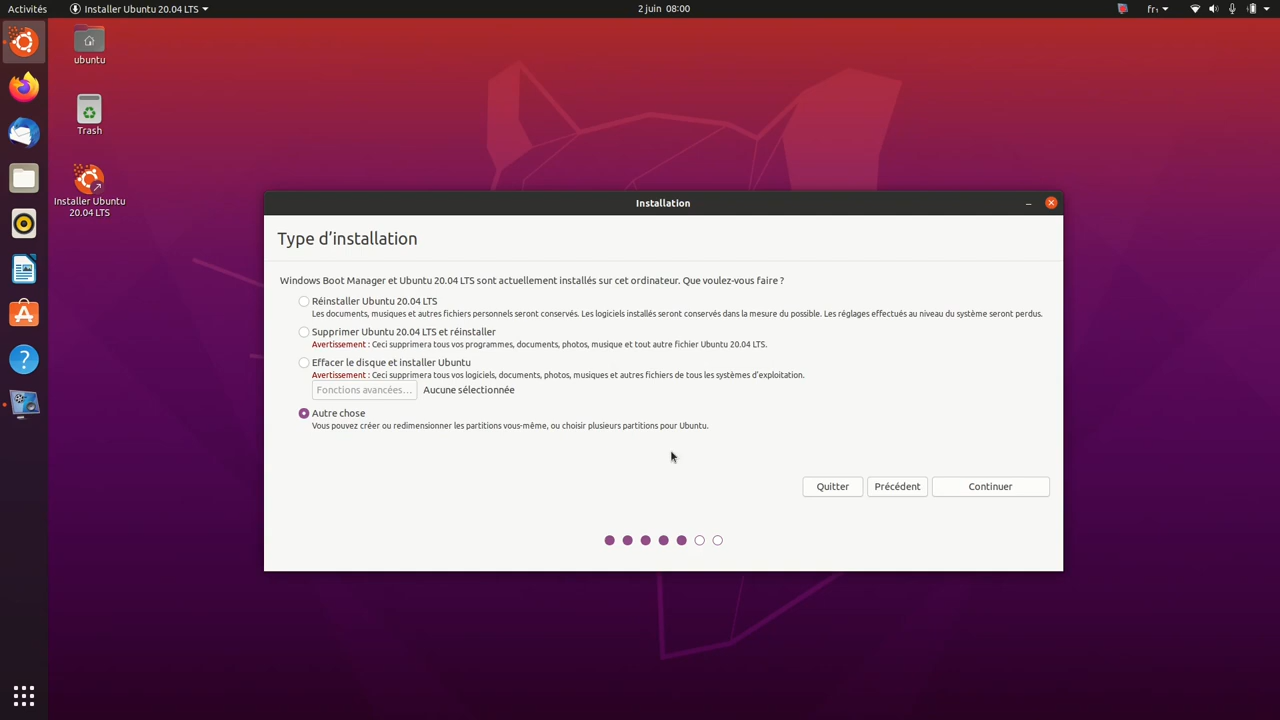 Activités
Installer Ubuntu 20.04 LTS
2 juin 08:00
fr₁
ubuntu
Trash
Installer Ubuntu
20.04 LTS
Installation
Type d’installation
Windows Boot Manager et Ubuntu 20.04 LTS sont actuellement installés sur cet ordinateur. Que voulez-vous faire ?
Réinstaller Ubuntu 20.04 LTS
Les documents, musiques et autres fichiers personnels seront conservés. Les logiciels installés seront conservés dans la mesure du possible. Les réglages effectués au niveau du système seront perdus.
Supprimer Ubuntu 20.04 LTS et réinstaller
Avertissement : Ceci supprimera tous vos programmes, documents, photos, musique et tout autre fichier Ubuntu 20.04 LTS.
Effacer le disque et installer Ubuntu
Avertissement : Ceci supprimera tous vos logiciels, documents, photos, musiques et autres fichiers de tous les systèmes d’exploitation.
Fonctions avancées... Aucune sélectionnée
Autre chose
Vous pouvez créer ou redimensionner les partitions vous-même, ou choisir plusieurs partitions pour Ubuntu.
Quitter
Précédent
Continuer